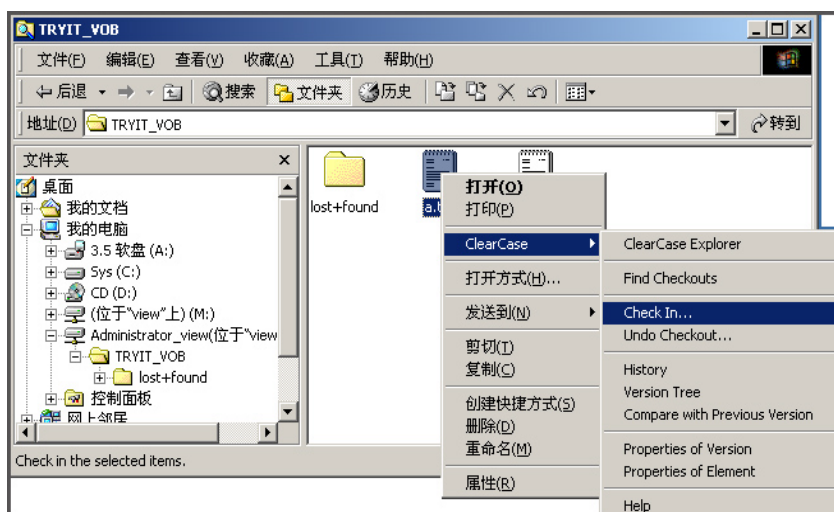 TRYIT_VOB
文件(F) 编辑(E) 查看(V) 收藏(A) 工具(T) 帮助(H)
后退 搜索 文件夹 历史
地址(D) TRYIT_VOB 转到
文件夹
桌面
我的文档
我的电脑
3.5 软盘 (A:)
Sys (C:)
CD (D:)
(位于"view"上) (M:)
Administrator_view(位于"view
TRYIT_VOB
lost+found
控制面板
网上邻居
lost+found
打开(O)
打印(P)
ClearCase
打开方式(H)...
发送到(N)
剪切(T)
复制(C)
创建快捷方式(S)
删除(D)
重命名(M)
属性(R)
ClearCase Explorer
Find Checkouts
Check In...
Undo Checkout...
History
Version Tree
Compare with Previous Version
Properties of Version
Properties of Element
Help
Check in the selected items.